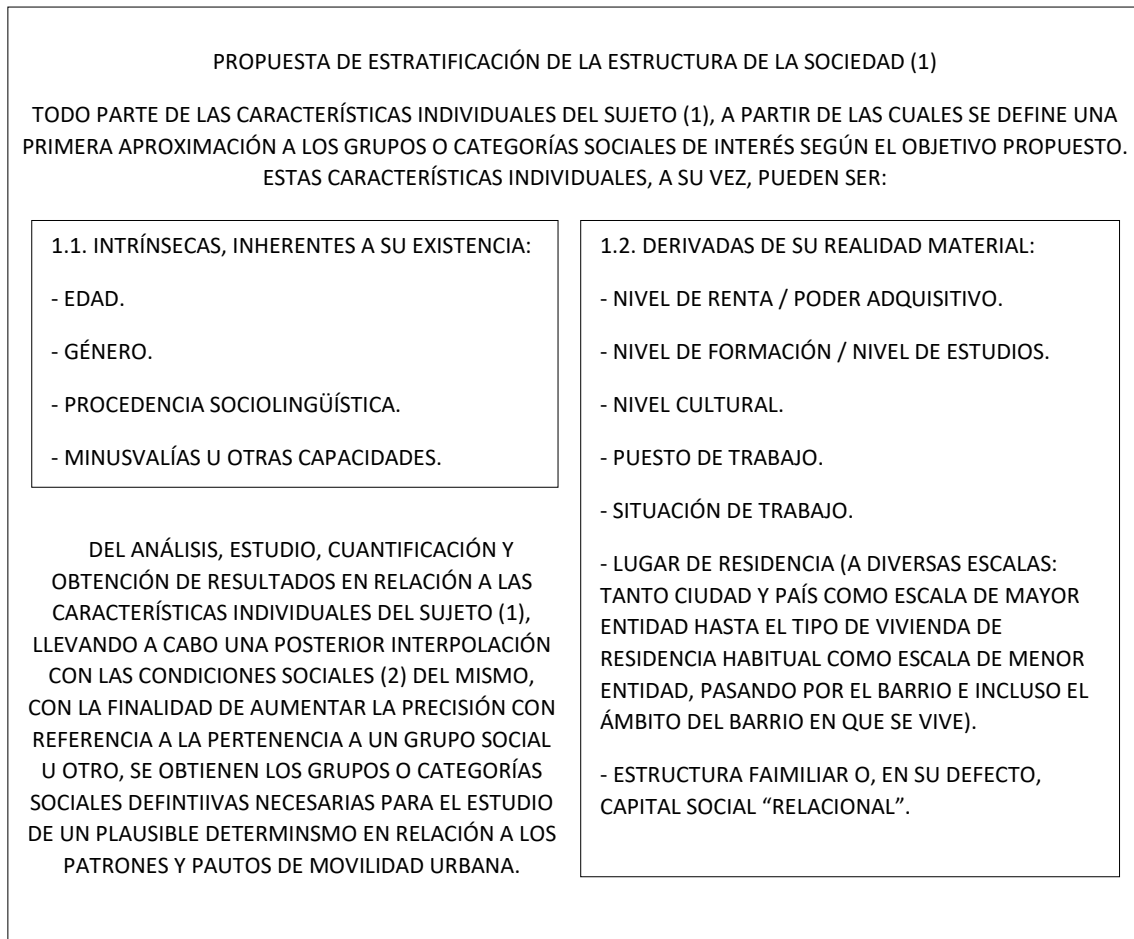 PROPUESTA DE ESTRATIFICACIÓN DE LA ESTRUCTURA DE LA SOCIEDAD (1)
TODO PARTE DE LAS CARACTERÍSTICAS INDIVIDUALES DEL SUJETO (1), A PARTIR DE LAS CUALES SE DEFINE UNA
PRIMERA APROXIMACIÓN A LOS GRUPOS O CATEGORÍAS SOCIALES DE INTERÉS SEGÚN EL OBJETIVO PROPUESTO.
ESTAS CARACTERÍSTICAS INDIVIDUALES, A SU VEZ, PUEDEN SER:
1.1. INTRÍNSECAS, INHERENTES A SU EXISTENCIA:
- EDAD.
- GÉNERO.
- PROCEDENCIA SOCIOLINGÜÍSTICA.
- MINUSVALÍAS U OTRAS CAPACIDADES.
DEL ANÁLISIS, ESTUDIO, CUANTIFICACIÓN Y
OBTENCIÓN DE RESULTADOS EN RELACIÓN A LAS
CARACTERÍSTICAS INDIVIDUALES DEL SUJETO (1),
LLEVANDO A CABO UNA POSTERIOR INTERPOLACIÓN
CON LAS CONDICIONES SOCIALES (2) DEL MISMO,
CON LA FINALIDAD DE AUMENTAR LA PRECISIÓN CON
REFERENCIA A LA PERTENENCIA A UN GRUPO SOCIAL
U OTRO, SE OBTIENEN LOS GRUPOS O CATEGORÍAS
SOCIALES DEFINTIIVAS NECESARIAS PARA EL ESTUDIO
DE UN PLAUSIBLE DETERMINSMO EN RELACIÓN A LOS
PATRONES Y PAUTOS DE MOVILIDAD URBANA.
1.2. DERIVADAS DE SU REALIDAD MATERIAL:
- NIVEL DE RENTA / PODER ADQUISITIVO.
- NIVEL DE FORMACIÓN / NIVEL DE ESTUDIOS.
- NIVEL CULTURAL.
- PUESTO DE TRABAJO.
- SITUACIÓN DE TRABAJO.
- LUGAR DE RESIDENCIA (A DIVERSAS ESCALAS:
TANTO CIUDAD Y PAÍS COMO ESCALA DE MAYOR
ENTIDAD HASTA EL TIPO DE VIVIENDA DE
RESIDENCIA HABITUAL COMO ESCALA DE MENOR
ENTIDAD, PASANDO POR EL BARRIO E INCLUSO EL
ÁMBITO DEL BARRIO EN QUE SE VIVE).
- ESTRUCTURA FAIMILIAR O, EN SU DEFECTO,
CAPITAL SOCIAL “RELACIONAL”.